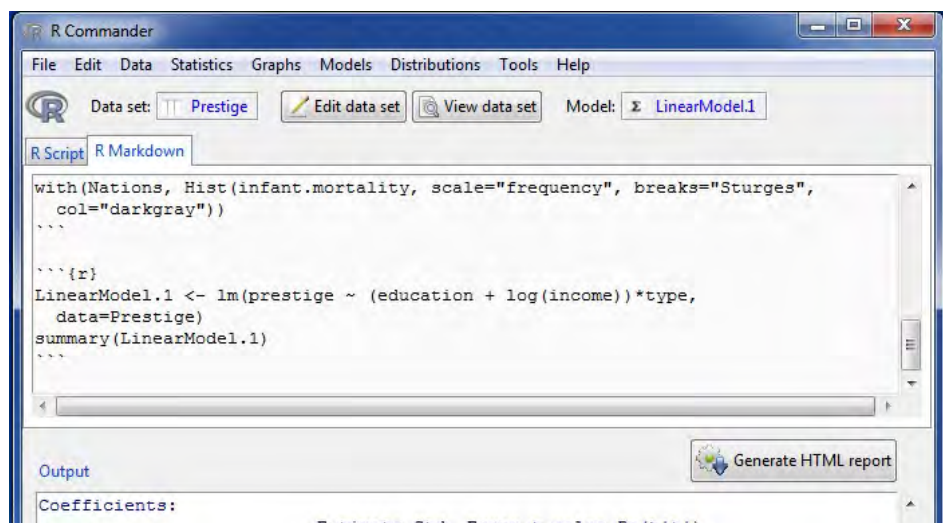 R Commander
File Edit Data Statistics Graphs Models Distributions Tools Help
Data set: Prestige Edit data set View data set Model: Σ LinearModel.1
R Script R Markdown
with(Nations, Hist(infant.mortality, scale="frequency", breaks="Sturges",
  col="darkgray"))
```

```{r}
LinearModel.1 <- lm(prestige ~ (education + log(income))*type,
  data=Prestige)
summary(LinearModel.1)
```
Generate HTML report
Output
Coefficients: